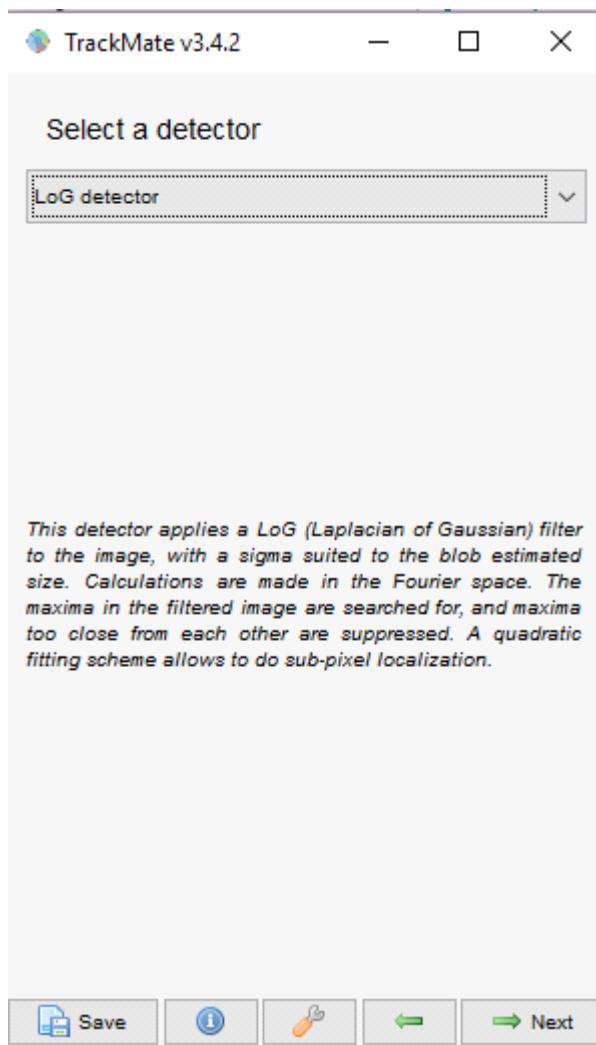 TrackMate v3.4.2
Select a detector
LoG detector
This detector applies a LoG (Laplacian of Gaussian) filter
to the image, with a sigma suited to the blob estimated
size. Calculations are made in the Fourier space. The
maxima in the filtered image are searched for, and maxima
too close from each other are suppressed. A quadratic
fitting scheme allows to do sub-pixel localization.
Save
Next